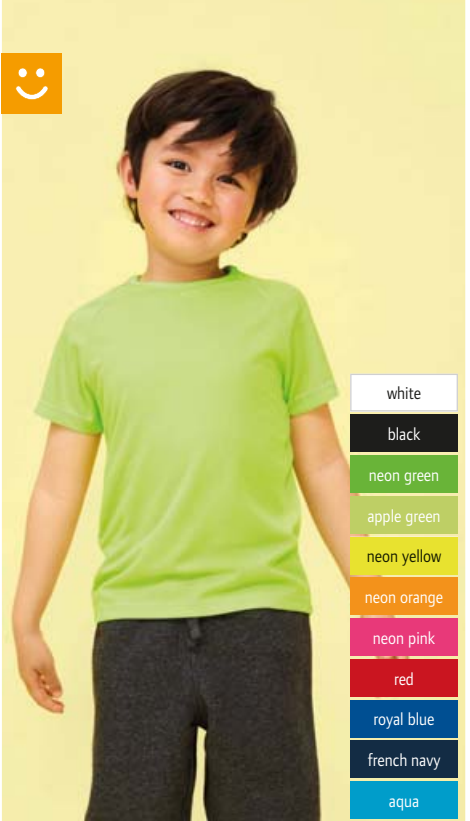 white
black
neon green
apple green
neon yellow
neon orange
neon pink
red
royal blue
french navy
aqua